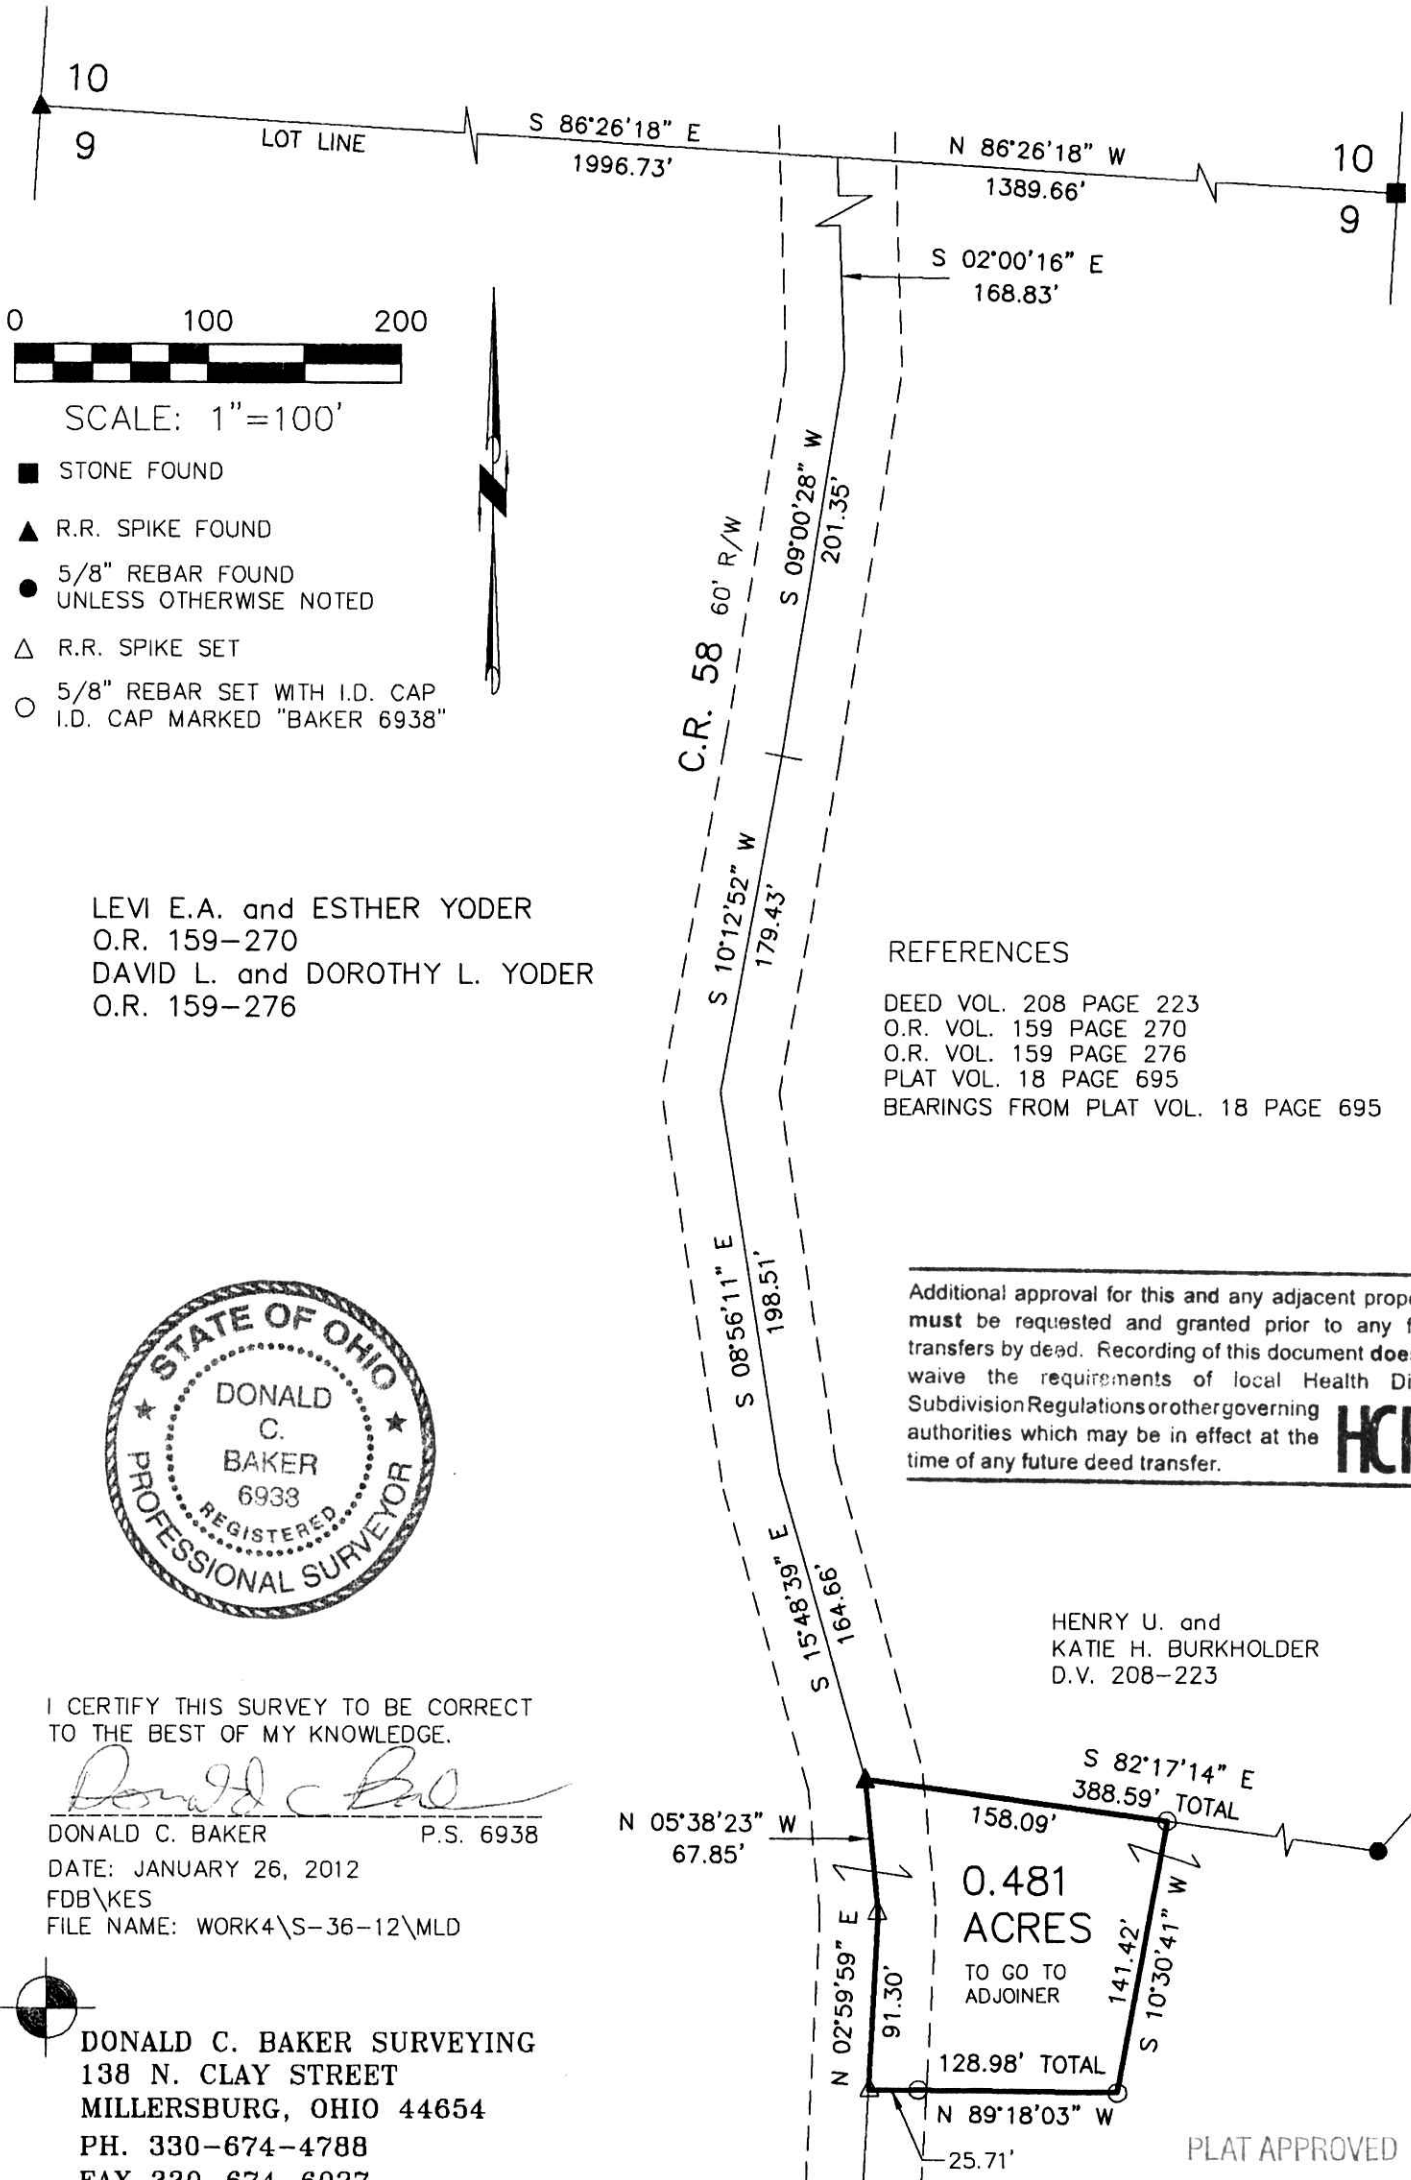 10
9
LOT LINE
S 86°26'18" E
1996.73'
N 86°26'18" W
1389.66'
10
9
S 02°00'16" E
168.83'
0 100 200
SCALE: 1"=100'
STONE FOUND
R.R. SPIKE FOUND
5/8" REBAR FOUND
UNLESS OTHERWISE NOTED
R.R. SPIKE SET
5/8" REBAR SET WITH I.D. CAP
I.D. CAP MARKED "BAKER 6938"
S 09°00'28" W
201.35'
C.R. 58 60' R/W
S 10°12'52" W
179.43'
LEVI E.A. and ESTHER YODER
O.R. 159-270
DAVID L. and DOROTHY L. YODER
O.R. 159-276
REFERENCES
DEED VOL. 208 PAGE 223
O.R. VOL. 159 PAGE 270
O.R. VOL. 159 PAGE 276
PLAT VOL. 18 PAGE 695
BEARINGS FROM PLAT VOL. 18 PAGE 695
S 08°56'11" E
198.51'
Additional approval for this and any adjacent
must be requested and granted prior to any
transfers by deed. Recording of this document
waive the requirements of local Health
Subdivision Regulations or other governing
authorities which may be in effect at the
time of any future deed transfer.
STATE OF OHIO
DONALD
C.
BAKER
6938
REGISTERED
PROFESSIONAL SURVEYOR
S 15°48'39" E
164.66'
HENRY U. and
KATIE H. BURKHOLDER
D.V. 208-223
I CERTIFY THIS SURVEY TO BE CORRECT
TO THE BEST OF MY KNOWLEDGE.
Donald C Baker
DONALD C. BAKER P.S. 6938
DATE: JANUARY 26, 2012
FDB\KES
FILE NAME: WORK4\S-36-12\MLD
S 82°17'14" E
388.59' TOTAL
158.09'
N 05°38'23" W
67.85'
0.481
ACRES
TO GO TO
ADJOINER
N 02°59'59" E
91.30'
141.42'
S 10°30'41" W
128.98' TOTAL
N 89°18'03" W
25.71'
DONALD C. BAKER SURVEYING
138 N. CLAY STREET
MILLERSBURG, OHIO 44654
PH. 330-674-4788
FAX 330-674-6027
PLAT APPROVED